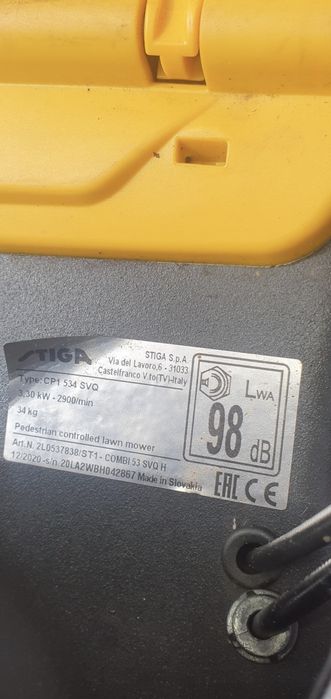 STIGA
STIGA S.p.A.
Via del Lavoro,6 - 31033
Castelfranco V.to(TV)-Italy
Type: CP1 534 SVQ
3,30 kW - 2900/min
34 kg
Pedestrian controlled lawn mower
Art.N. 2L0537838/ST1 - COMBI 53 SVQ H
12/2020 -s/n. 20LA2WBH042867 Made in Slovakia
LWA
98 dB
EAC CE